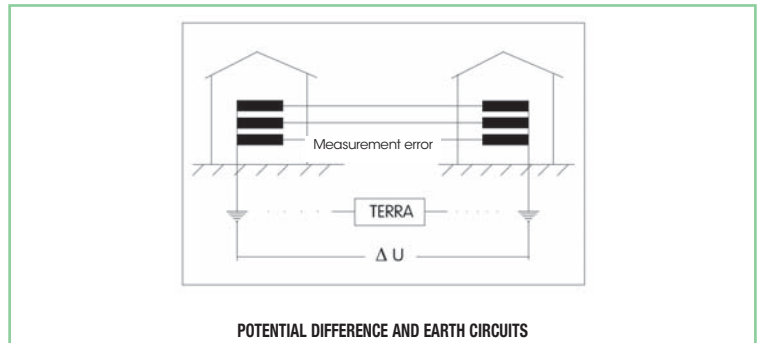 Measurement error
TERRA
Δ U
POTENTIAL DIFFERENCE AND EARTH CIRCUITS